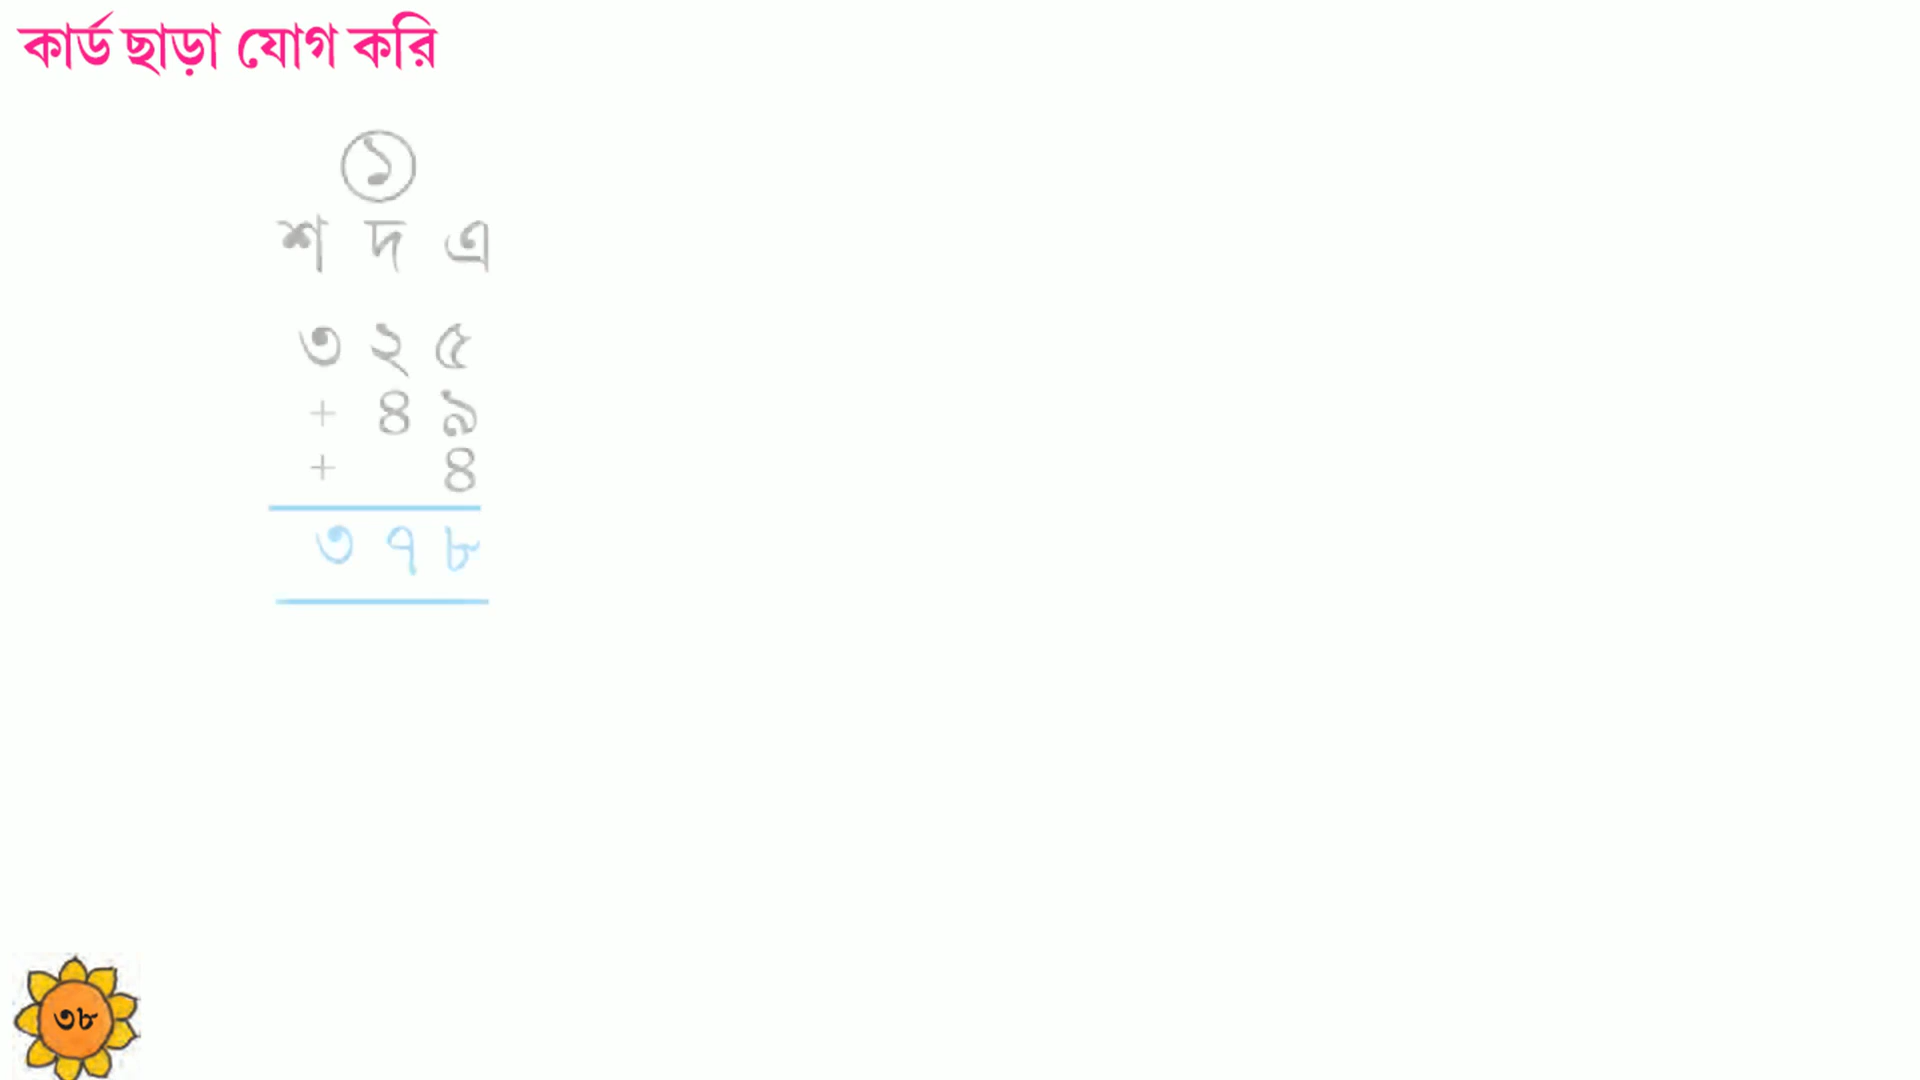 কার্ড ছাড়া যোগ করি
১
শ দ এ
৩ ২ ৫
+ ৪ ৯
+ ৪
৩ ৭ ৮
৩৮